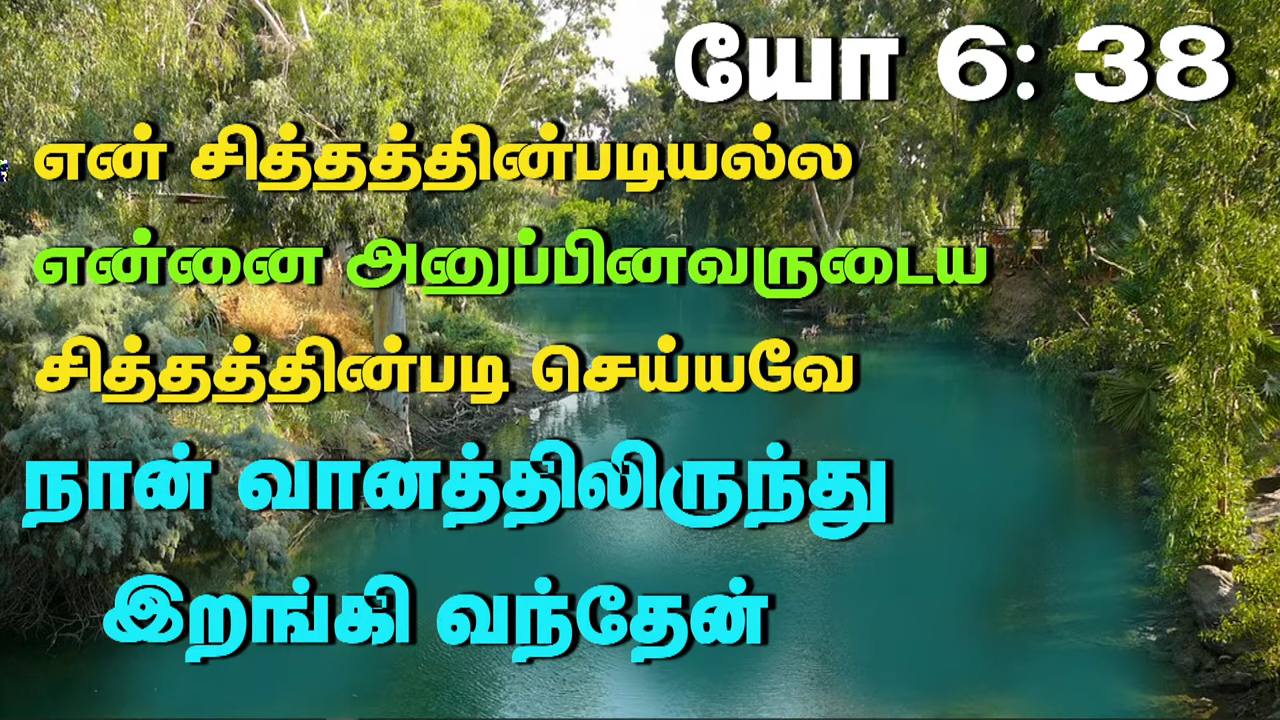 யோ 6: 38
என் சித்தத்தின்படியல்ல
என்னை அனுப்பினவருடைய
சித்தத்தின்படி செய்யவே
நான் வானத்திலிருந்து
இறங்கி வந்தேன்